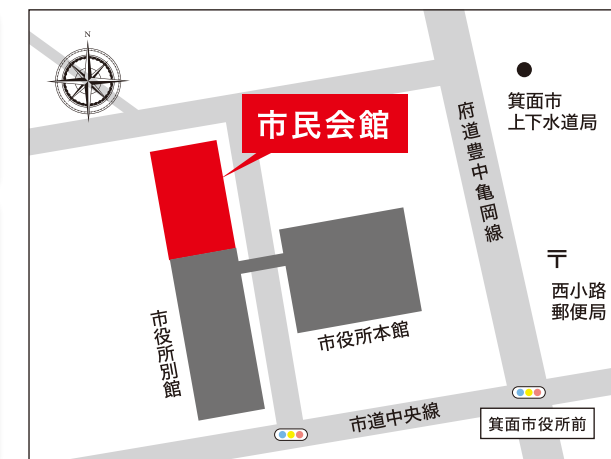 N
市民会館
箕面市
上下水道局
府道豊中亀岡線
〒
西小路
郵便局
市役所別館
市役所本館
市道中央線
箕面市役所前